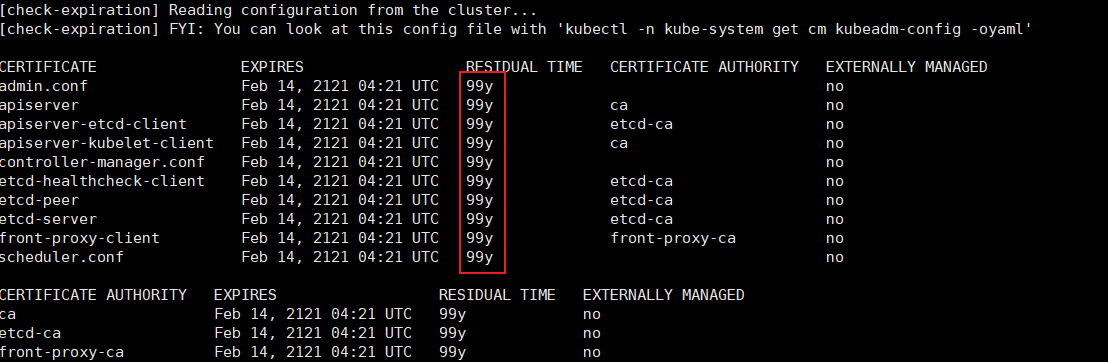 [check-expiration] Reading configuration from the cluster...
[check-expiration] FYI: You can look at this config file with 'kubectl -n kube-system get cm kubeadm-config -oyaml'
CERTIFICATE EXPIRES RESIDUAL TIME CERTIFICATE AUTHORITY EXTERNALLY MANAGED
admin.conf Feb 14, 2121 04:21 UTC 99y no
apiserver Feb 14, 2121 04:21 UTC 99y ca no
apiserver-etcd-client Feb 14, 2121 04:21 UTC 99y etcd-ca no
apiserver-kubelet-client Feb 14, 2121 04:21 UTC 99y ca no
controller-manager.conf Feb 14, 2121 04:21 UTC 99y no
etcd-healthcheck-client Feb 14, 2121 04:21 UTC 99y etcd-ca no
etcd-peer Feb 14, 2121 04:21 UTC 99y etcd-ca no
etcd-server Feb 14, 2121 04:21 UTC 99y etcd-ca no
front-proxy-client Feb 14, 2121 04:21 UTC 99y front-proxy-ca no
scheduler.conf Feb 14, 2121 04:21 UTC 99y no
CERTIFICATE AUTHORITY EXPIRES RESIDUAL TIME EXTERNALLY MANAGED
ca Feb 14, 2121 04:21 UTC 99y no
etcd-ca Feb 14, 2121 04:21 UTC 99y no
front-proxy-ca Feb 14, 2121 04:21 UTC 99y no